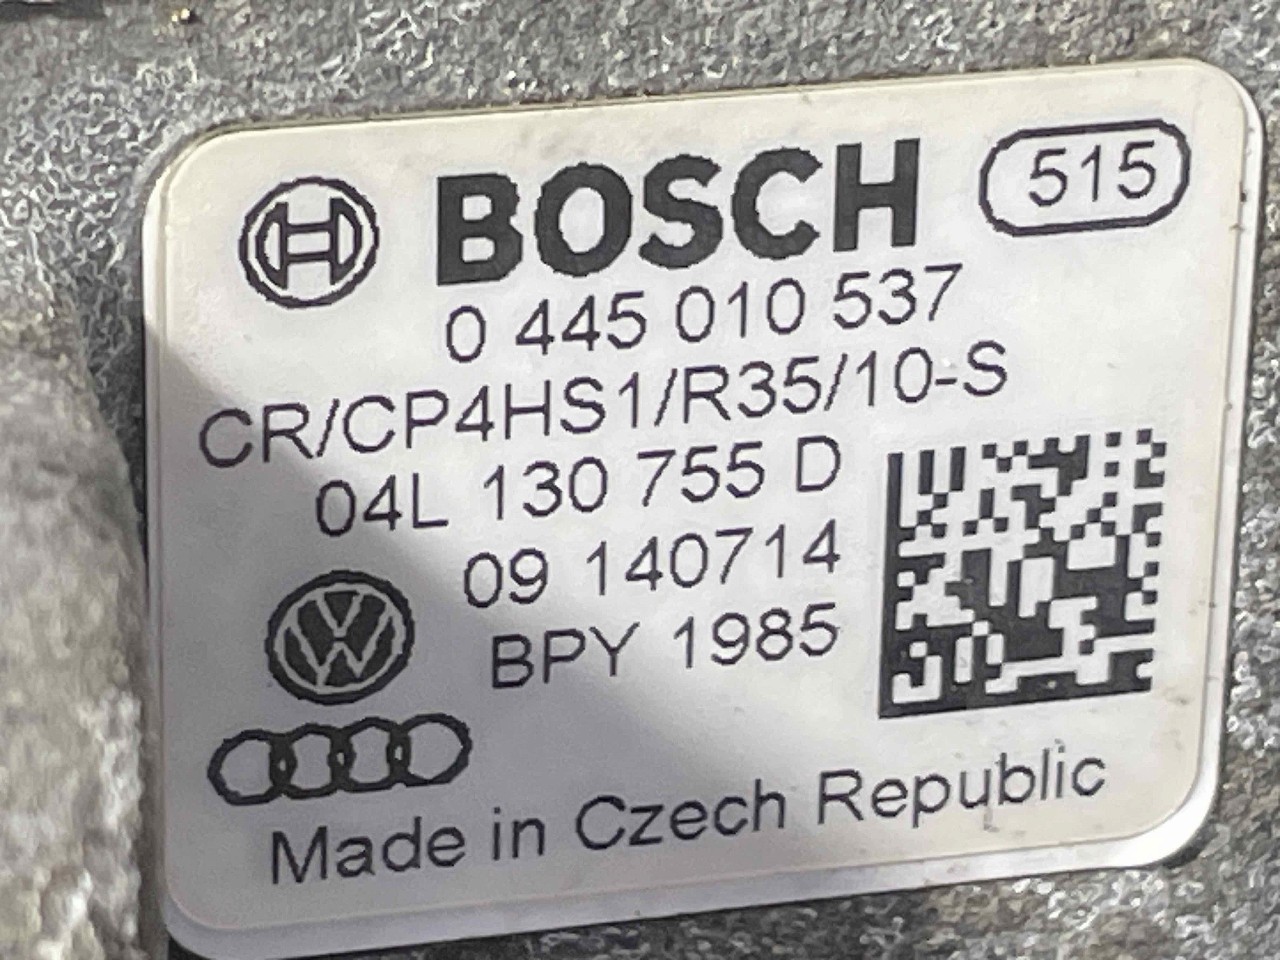 BOSCH 515
0 445 010 537
CR/CP4HS1/R35/10-S
04L 130 755 D
09 140714
BPY 1985
Made in Czech Republic